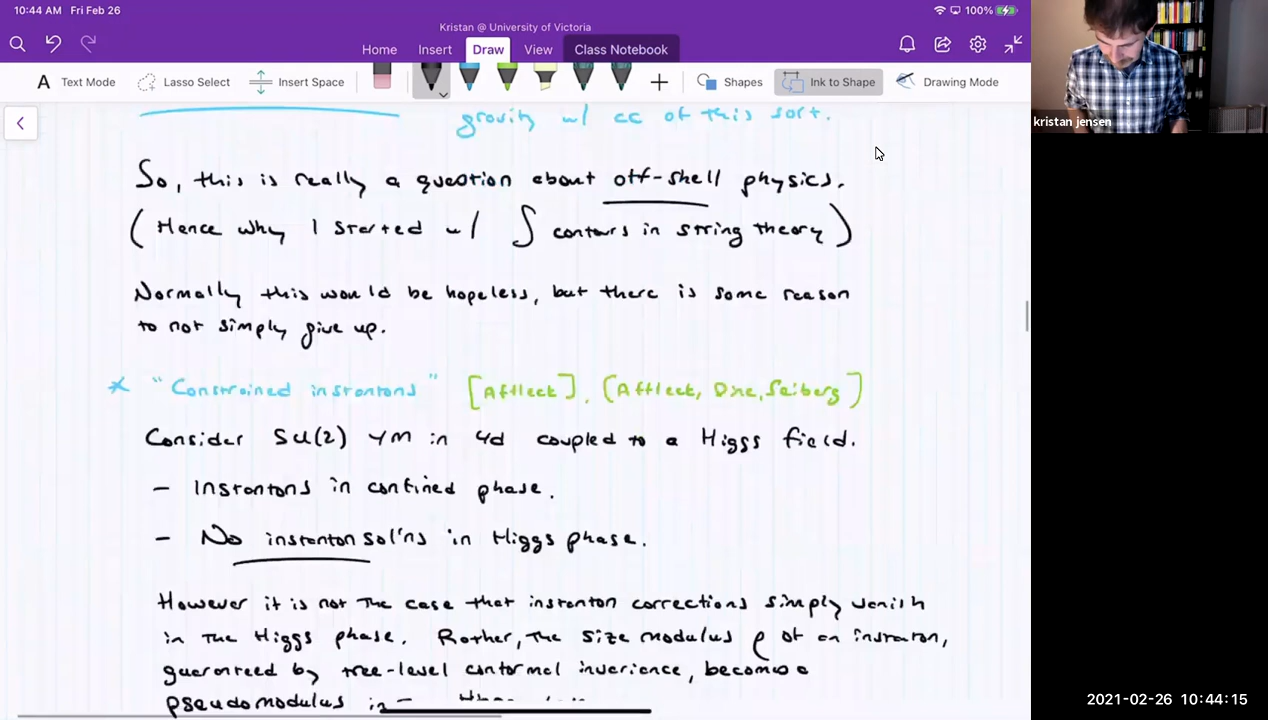 10:44 AM Fri Feb 26
100%
Kristan @ University of Victoria
Home Insert Draw View Class Notebook
A Text Mode Lasso Select Insert Space Shapes Ink to Shape Drawing Mode
gravity w/ cc of this sort.
So, this is really a question about off-shell physics.
(Hence why I started w/ ∫ contours in string theory)
Normally this would be hopeless, but there is some reason
to not simply give up.
* "Constrained instantons" [Affleck], (Affleck, Dine, Seiberg]
Consider SU(2) YM in 4d coupled to a Higgs field.
- Instantons in confined phase.
- No instanton sol'ns in Higgs phase.
However it is not the case that instanton corrections simply vanish
in the Higgs phase. Rather, the size modulus ρ of an instanton,
guaranteed by tree-level conformal invariance, becomes a
pseudomodulus in
kristan jensen
2021-02-26 10:44:15